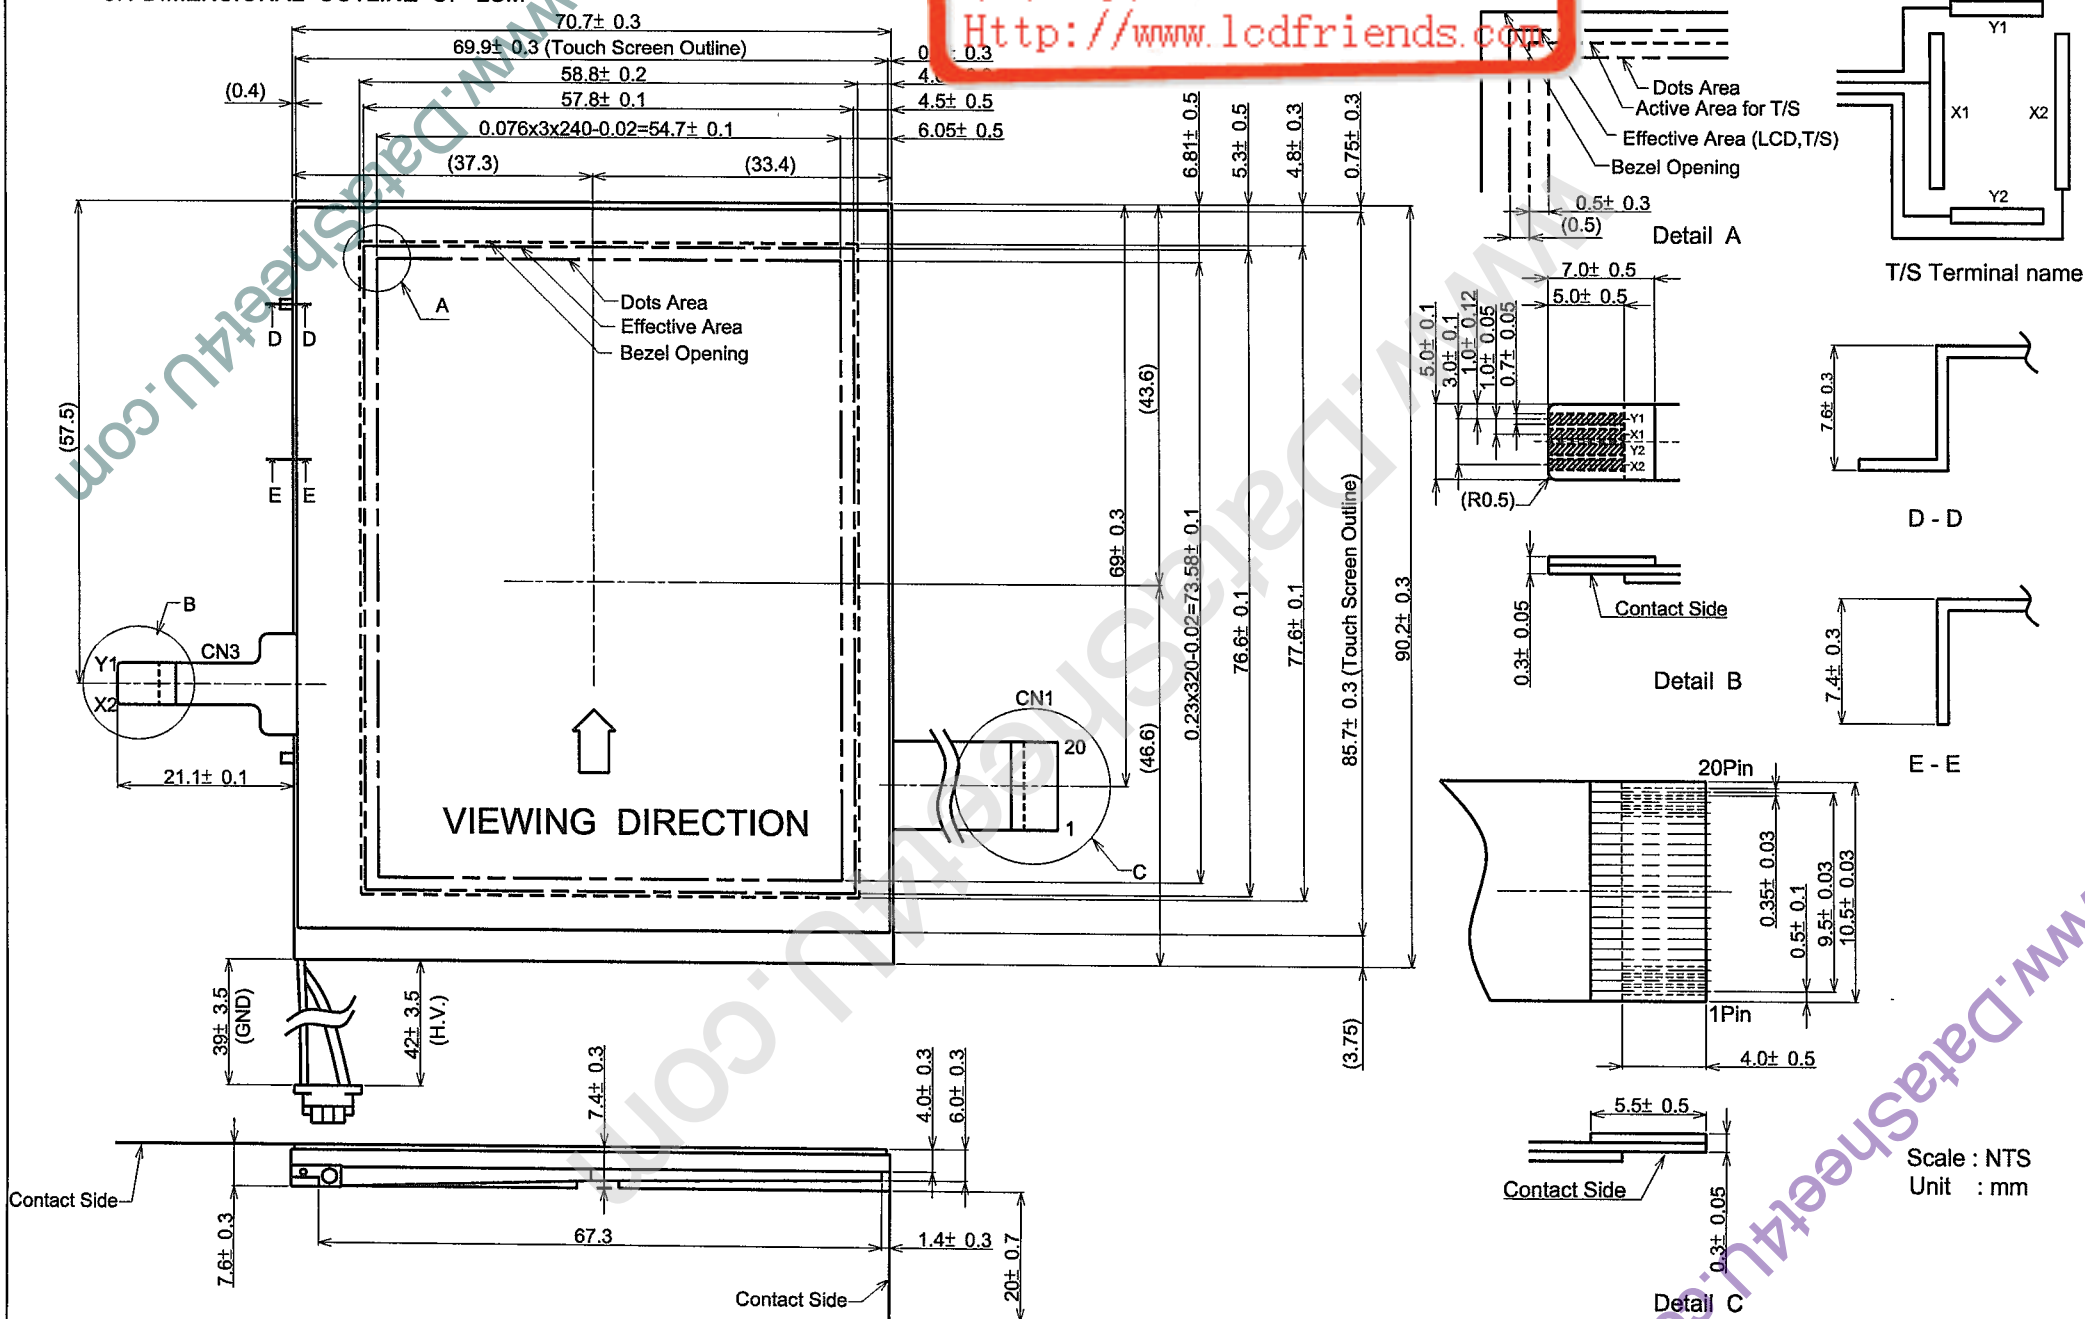 70.7± 0.3
69.9± 0.3 (Touch Screen Outline)
58.8± 0.2
57.8± 0.1
0.076x3x240-0.02=54.7± 0.1
(0.4)
(37.3)
(33.4)
4.5± 0.5
6.05± 0.5
Http://www.lcdfriends.com
6.81± 0.5
5.3± 0.5
4.8± 0.3
0.75± 0.3
Dots Area
Active Area for T/S
Effective Area (LCD,T/S)
Bezel Opening
0.5± 0.3
(0.5)
Detail A
Y1
X1
X2
Y2
T/S Terminal name
A
Dots Area
Effective Area
Bezel Opening
D
D
E
E
(57.5)
B
CN3
Y1
X2
21.1± 0.1
VIEWING DIRECTION
CN1
20
1
C
(43.6)
(46.6)
69± 0.3
0.23x320-0.02=73.58± 0.1
76.6± 0.1
77.6± 0.1
85.7± 0.3 (Touch Screen Outline)
90.2± 0.3
(3.75)
7.0± 0.5
5.0± 0.5
5.0± 0.1
3.0± 0.1
1.0± 0.12
1.0± 0.05
0.7± 0.05
Y1
X1
Y2
X2
(R0.5)
0.3± 0.05
Contact Side
Detail B
7.6± 0.3
D - D
7.4± 0.3
E - E
20Pin
1Pin
0.35± 0.03
0.5± 0.1
9.5± 0.03
10.5± 0.03
4.0± 0.5
5.5± 0.5
Contact Side
0.3± 0.05
Detail C
Scale : NTS
Unit : mm
39± 3.5
(GND)
42± 3.5
(H.V.)
7.4± 0.3
4.0± 0.3
6.0± 0.3
Contact Side
7.6± 0.3
67.3
1.4± 0.3
20± 0.7
Contact Side
www.DataSheet4U.com
www.DataSheet4U.com
www.DataSheet4U.com